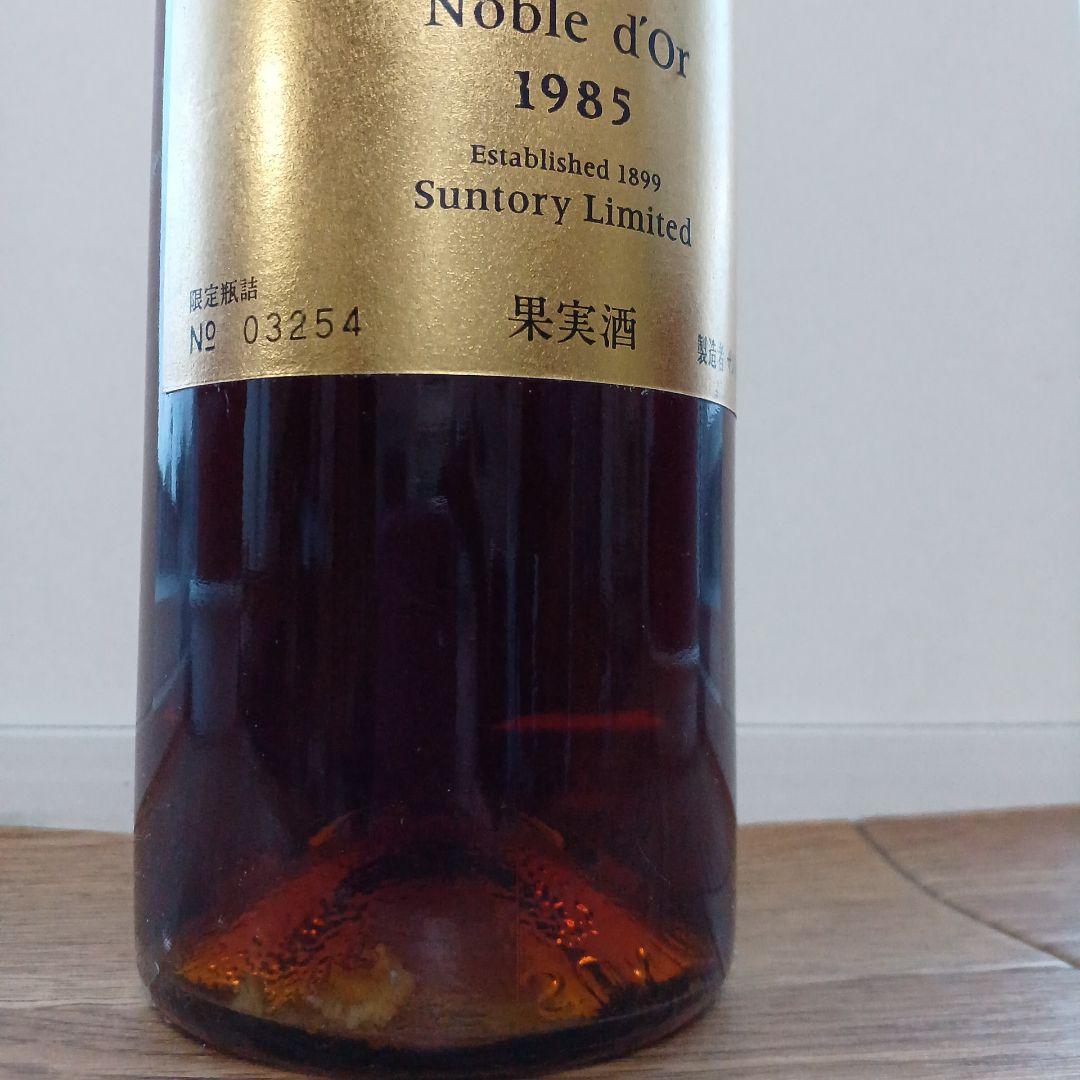 Noble d'Or
1985
Established 1899
Suntory Limited
限定瓶詰
№ 03254
果実酒
製造者